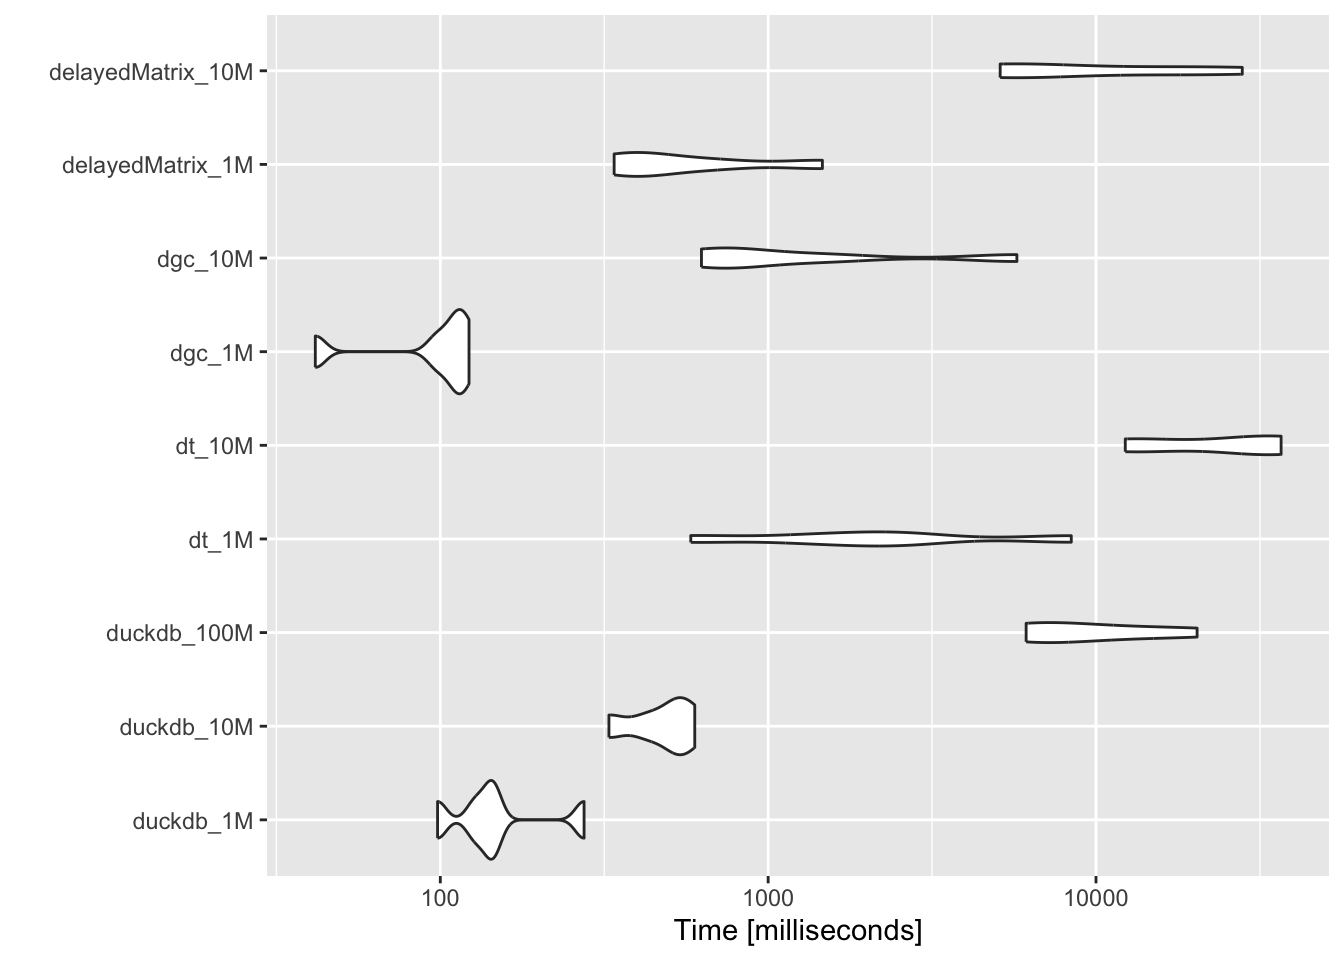 delayedMatrix_10M
delayedMatrix_1M
dgc_10M
dgc_1M
dt_10M
dt_1M
duckdb_100M
duckdb_10M
duckdb_1M
100 1000 10000
Time [milliseconds]